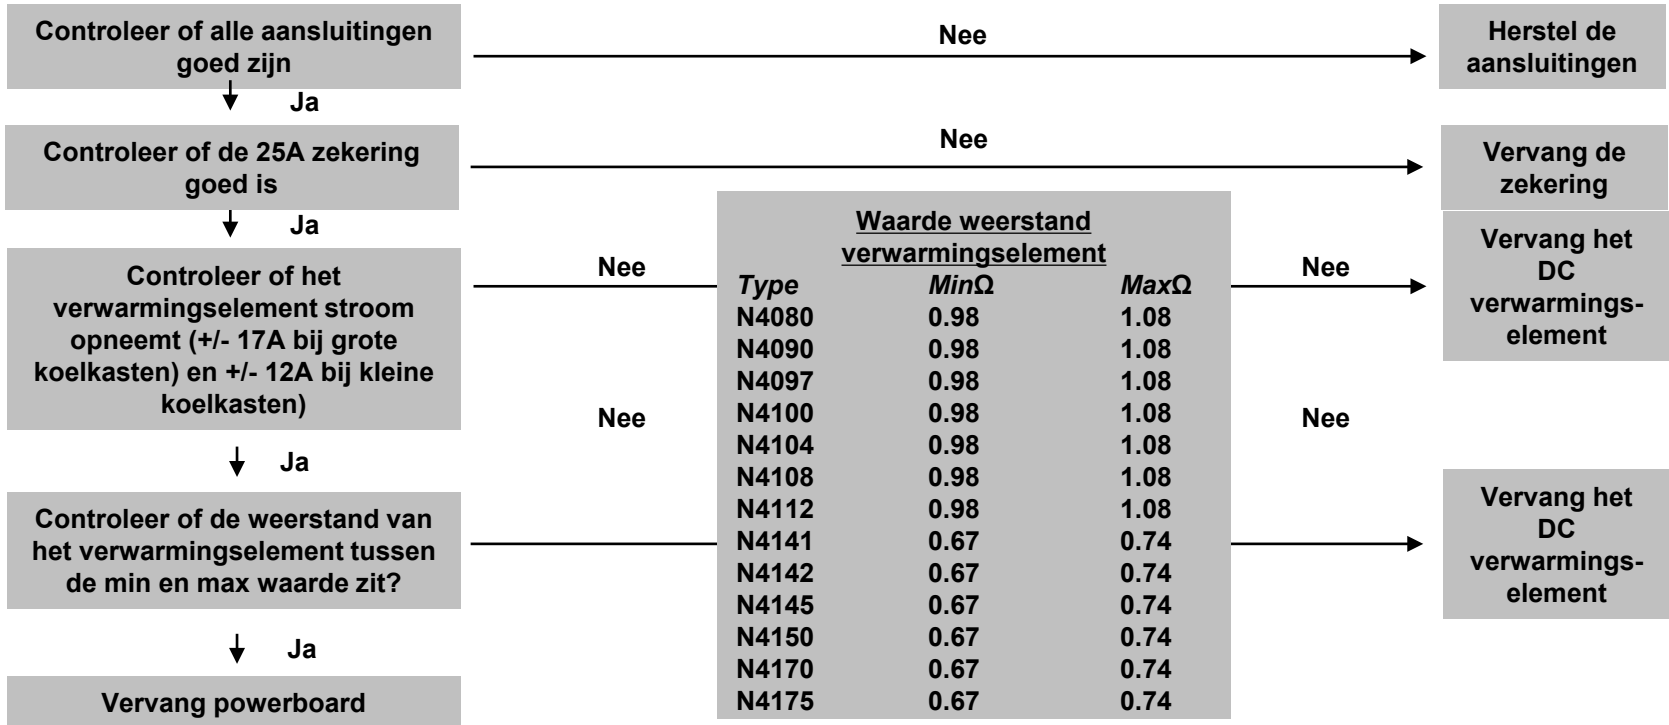 Controleer of alle aansluitingen
goed zijn
Nee
Herstel de
aansluitingen
Ja
Controleer of de 25A zekering
goed is
Nee
Vervang de
zekering
Ja
Controleer of het
verwarmingselement stroom
opneemt (+/- 17A bij grote
koelkasten) en +/- 12A bij kleine
koelkasten)
Nee
Nee
Vervang het
DC
verwarmings-
element
Ja
Nee
Nee
Controleer of de weerstand van
het verwarmingselement tussen
de min en max waarde zit?
Vervang het
DC
verwarmings-
element
Ja
Vervang powerboard
Waarde weerstand
verwarmingselement
Type MinΩ MaxΩ
N4080 0.98 1.08
N4090 0.98 1.08
N4097 0.98 1.08
N4100 0.98 1.08
N4104 0.98 1.08
N4108 0.98 1.08
N4112 0.98 1.08
N4141 0.67 0.74
N4142 0.67 0.74
N4145 0.67 0.74
N4150 0.67 0.74
N4170 0.67 0.74
N4175 0.67 0.74